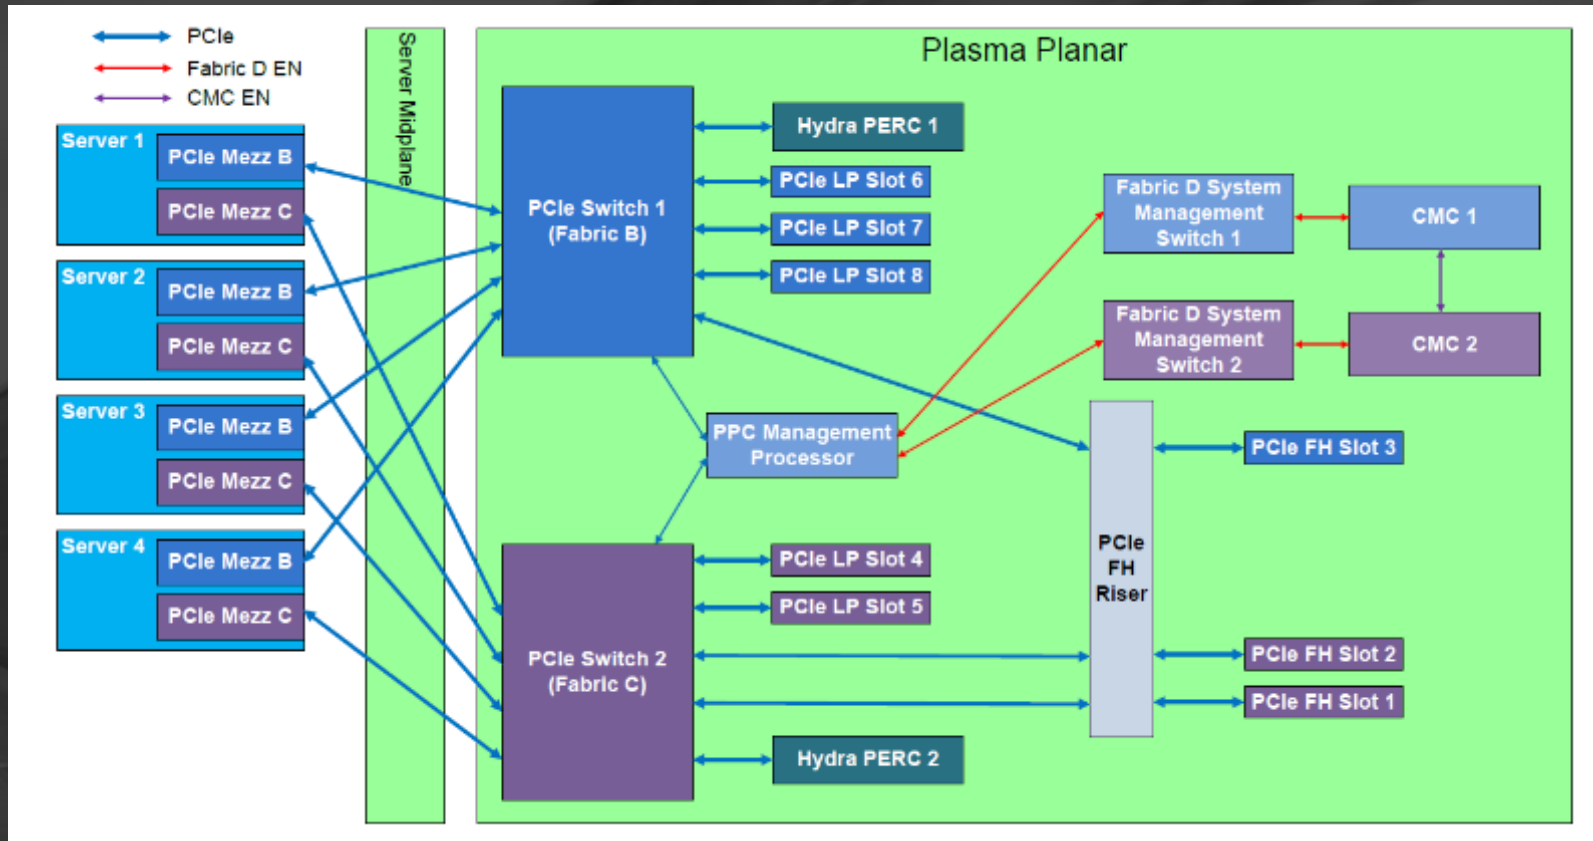 PCIe
Fabric D EN
CMC EN
Server Midplane
Plasma Planar
Server 1
PCIe Mezz B
PCIe Mezz C
Server 2
PCIe Mezz B
PCIe Mezz C
Server 3
PCIe Mezz B
PCIe Mezz C
Server 4
PCIe Mezz B
PCIe Mezz C
PCIe Switch 1
(Fabric B)
Hydra PERC 1
PCIe LP Slot 6
PCIe LP Slot 7
PCIe LP Slot 8
Fabric D System
Management
Switch 1
CMC 1
Fabric D System
Management
Switch 2
CMC 2
PPC Management
Processor
PCIe
FH
Riser
PCIe FH Slot 3
PCIe Switch 2
(Fabric C)
PCIe LP Slot 4
PCIe LP Slot 5
PCIe FH Slot 2
PCIe FH Slot 1
Hydra PERC 2